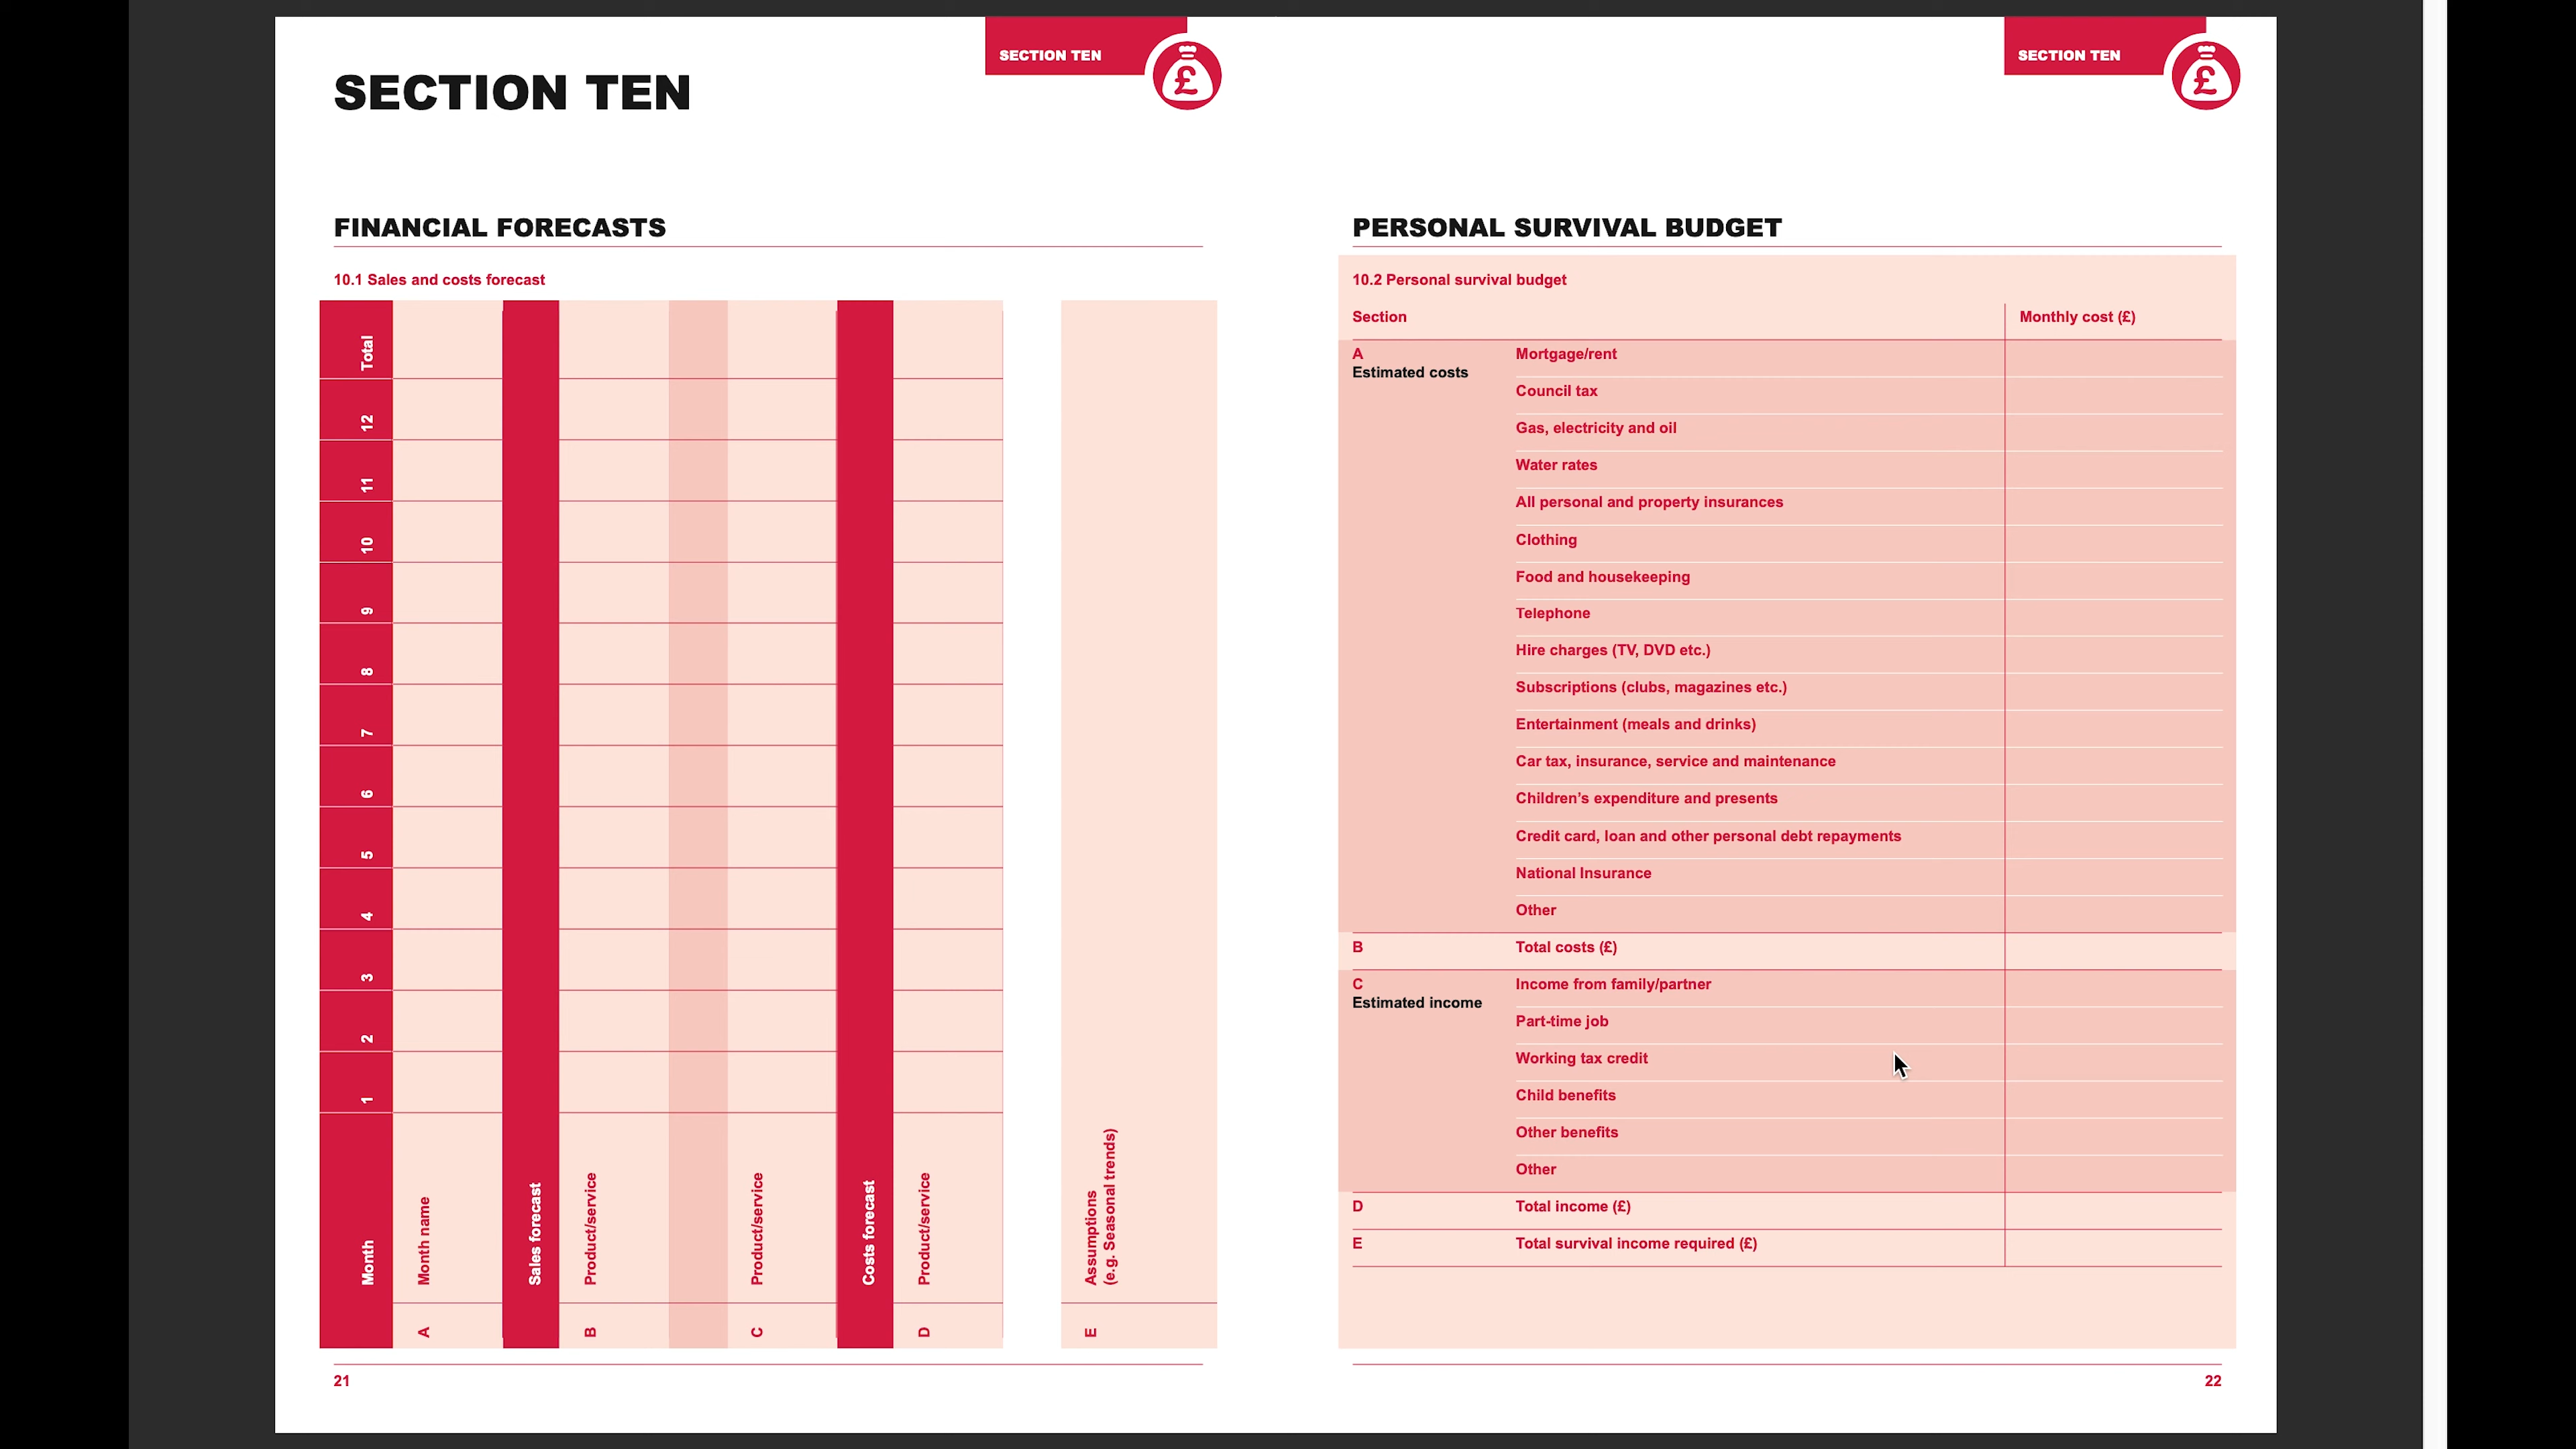 SECTION TEN
£
SECTION TEN
FINANCIAL FORECASTS
10.1 Sales and costs forecast
Month 1 2 3 4 5 6 7 8 9 10 11 12 Total
A Month name
Sales forecast
B Product/service
C Product/service
Costs forecast
D Product/service
E Assumptions
(e.g. Seasonal trends)
21
SECTION TEN
£
PERSONAL SURVIVAL BUDGET
10.2 Personal survival budget
Section Monthly cost (£)
A Mortgage/rent
Estimated costs
Council tax
Gas, electricity and oil
Water rates
All personal and property insurances
Clothing
Food and housekeeping
Telephone
Hire charges (TV, DVD etc.)
Subscriptions (clubs, magazines etc.)
Entertainment (meals and drinks)
Car tax, insurance, service and maintenance
Children’s expenditure and presents
Credit card, loan and other personal debt repayments
National Insurance
Other
B Total costs (£)
C Income from family/partner
Estimated income
Part-time job
Working tax credit
Child benefits
Other benefits
Other
D Total income (£)
E Total survival income required (£)
22